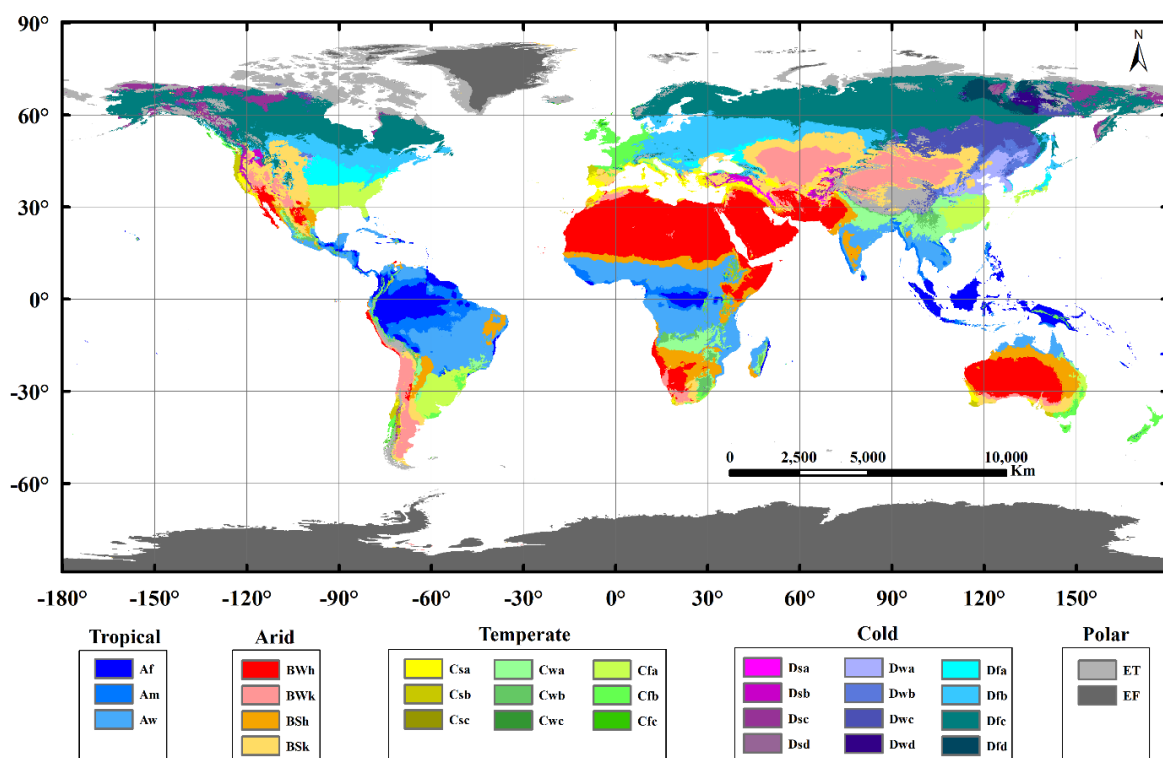 90°
N
60°
30°
0°
-30°
-60°
0 2,500 5,000 10,000
Km
-180° -150° -120° -90° -60° -30° 0° 30° 60° 90° 120° 150°
Tropical Arid Temperate Cold Polar
Af
Am
Aw
BWh
BWk
BSh
BSk
Csa Cwa Cfa
Csb Cwb Cfb
Csc Cwc Cfc
Dsa Dwa Dfa
Dsb Dwb Dfb
Dsc Dwc Dfc
Dsd Dwd Dfd
ET
EF